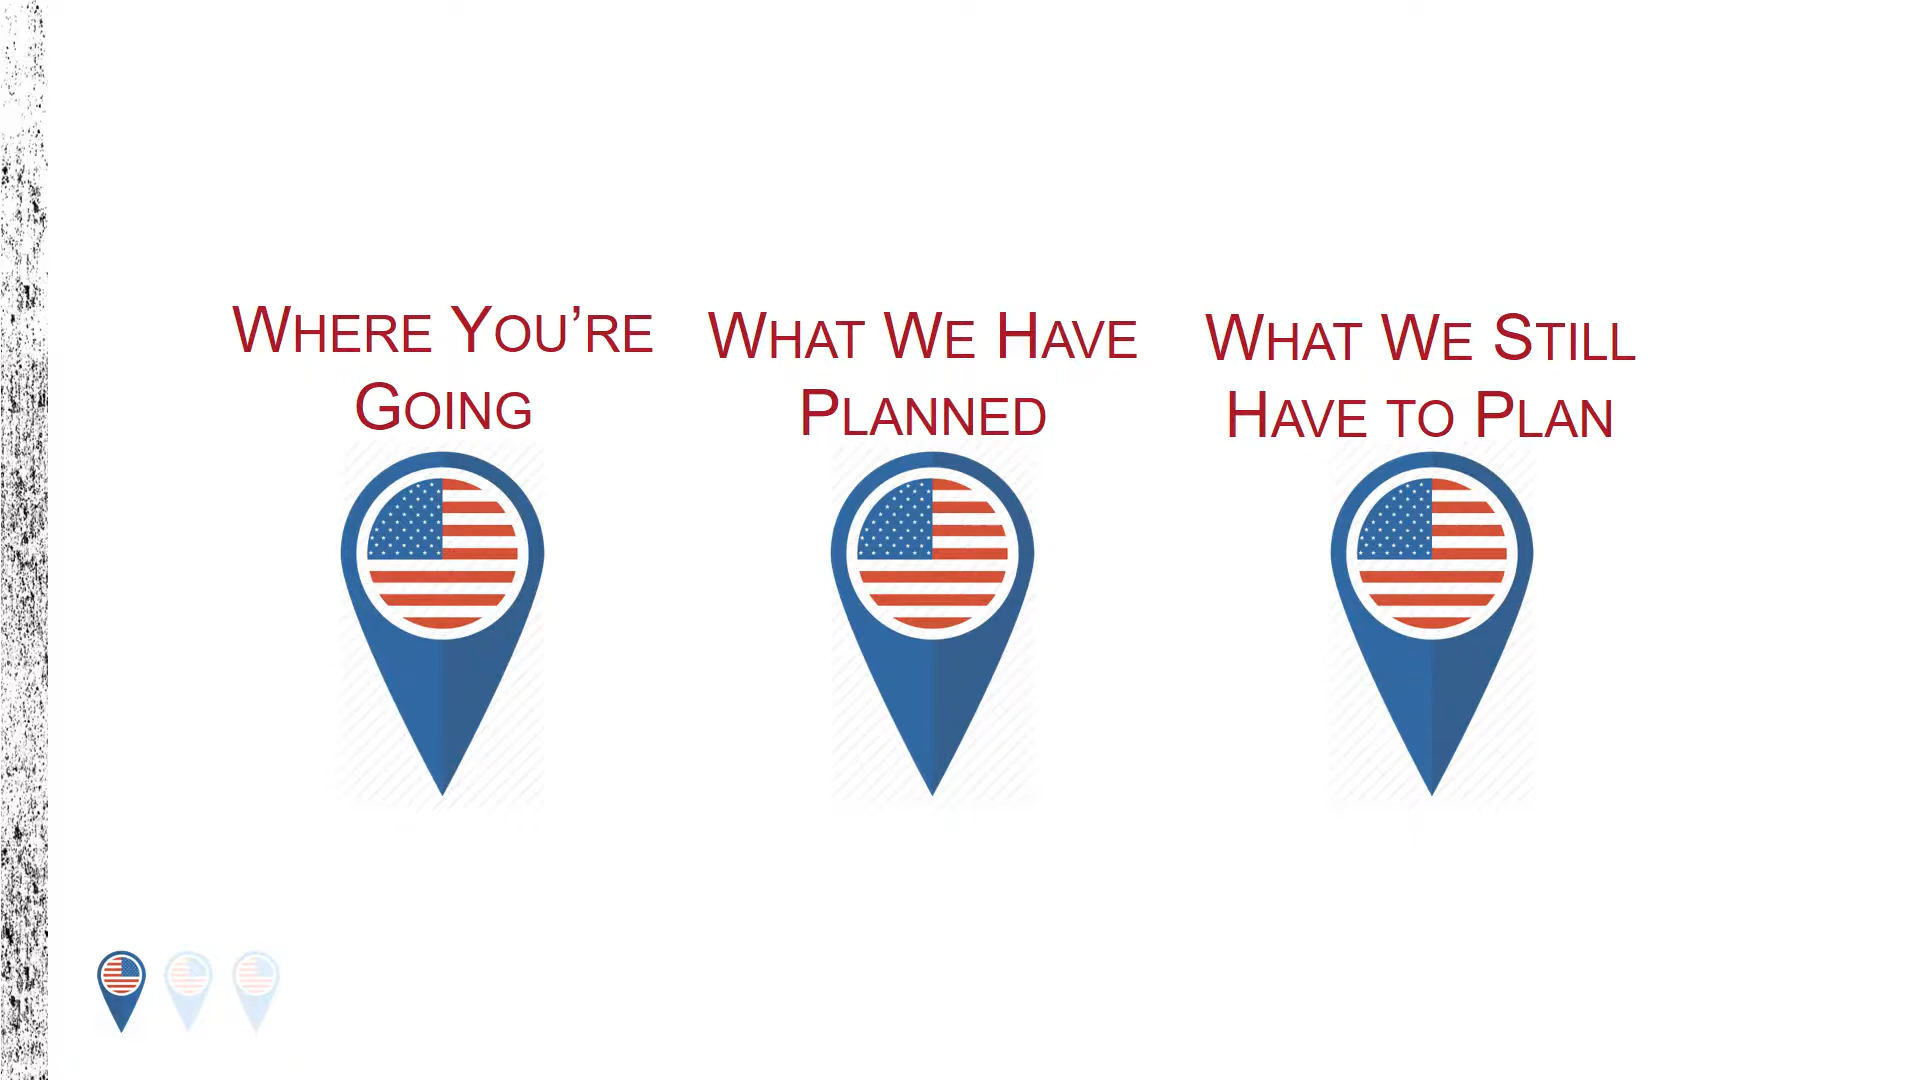 WHERE YOU’RE
GOING
WHAT WE HAVE
PLANNED
WHAT WE STILL
HAVE TO PLAN